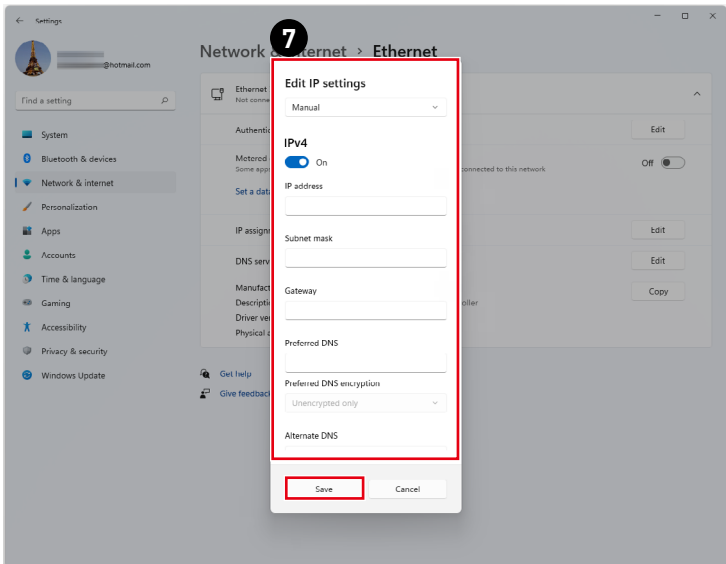 Settings
7
@hotmail.com
Network & Internet › Ethernet
Find a setting
System
Bluetooth & devices
Network & internet
Personalization
Apps
Accounts
Time & language
Gaming
Accessibility
Privacy & security
Windows Update
Ethernet
Not conne
Authentic
Edit
Metered
Some app
connected to this network
Off
Set a data
IP assignm
Edit
DNS serv
Edit
Manufact
Copy
Descripti
oller
Driver ver
Physical a
Get help
Give feedback
Edit IP settings
Manual
IPv4
On
IP address
Subnet mask
Gateway
Preferred DNS
Preferred DNS encryption
Unencrypted only
Alternate DNS
Save
Cancel